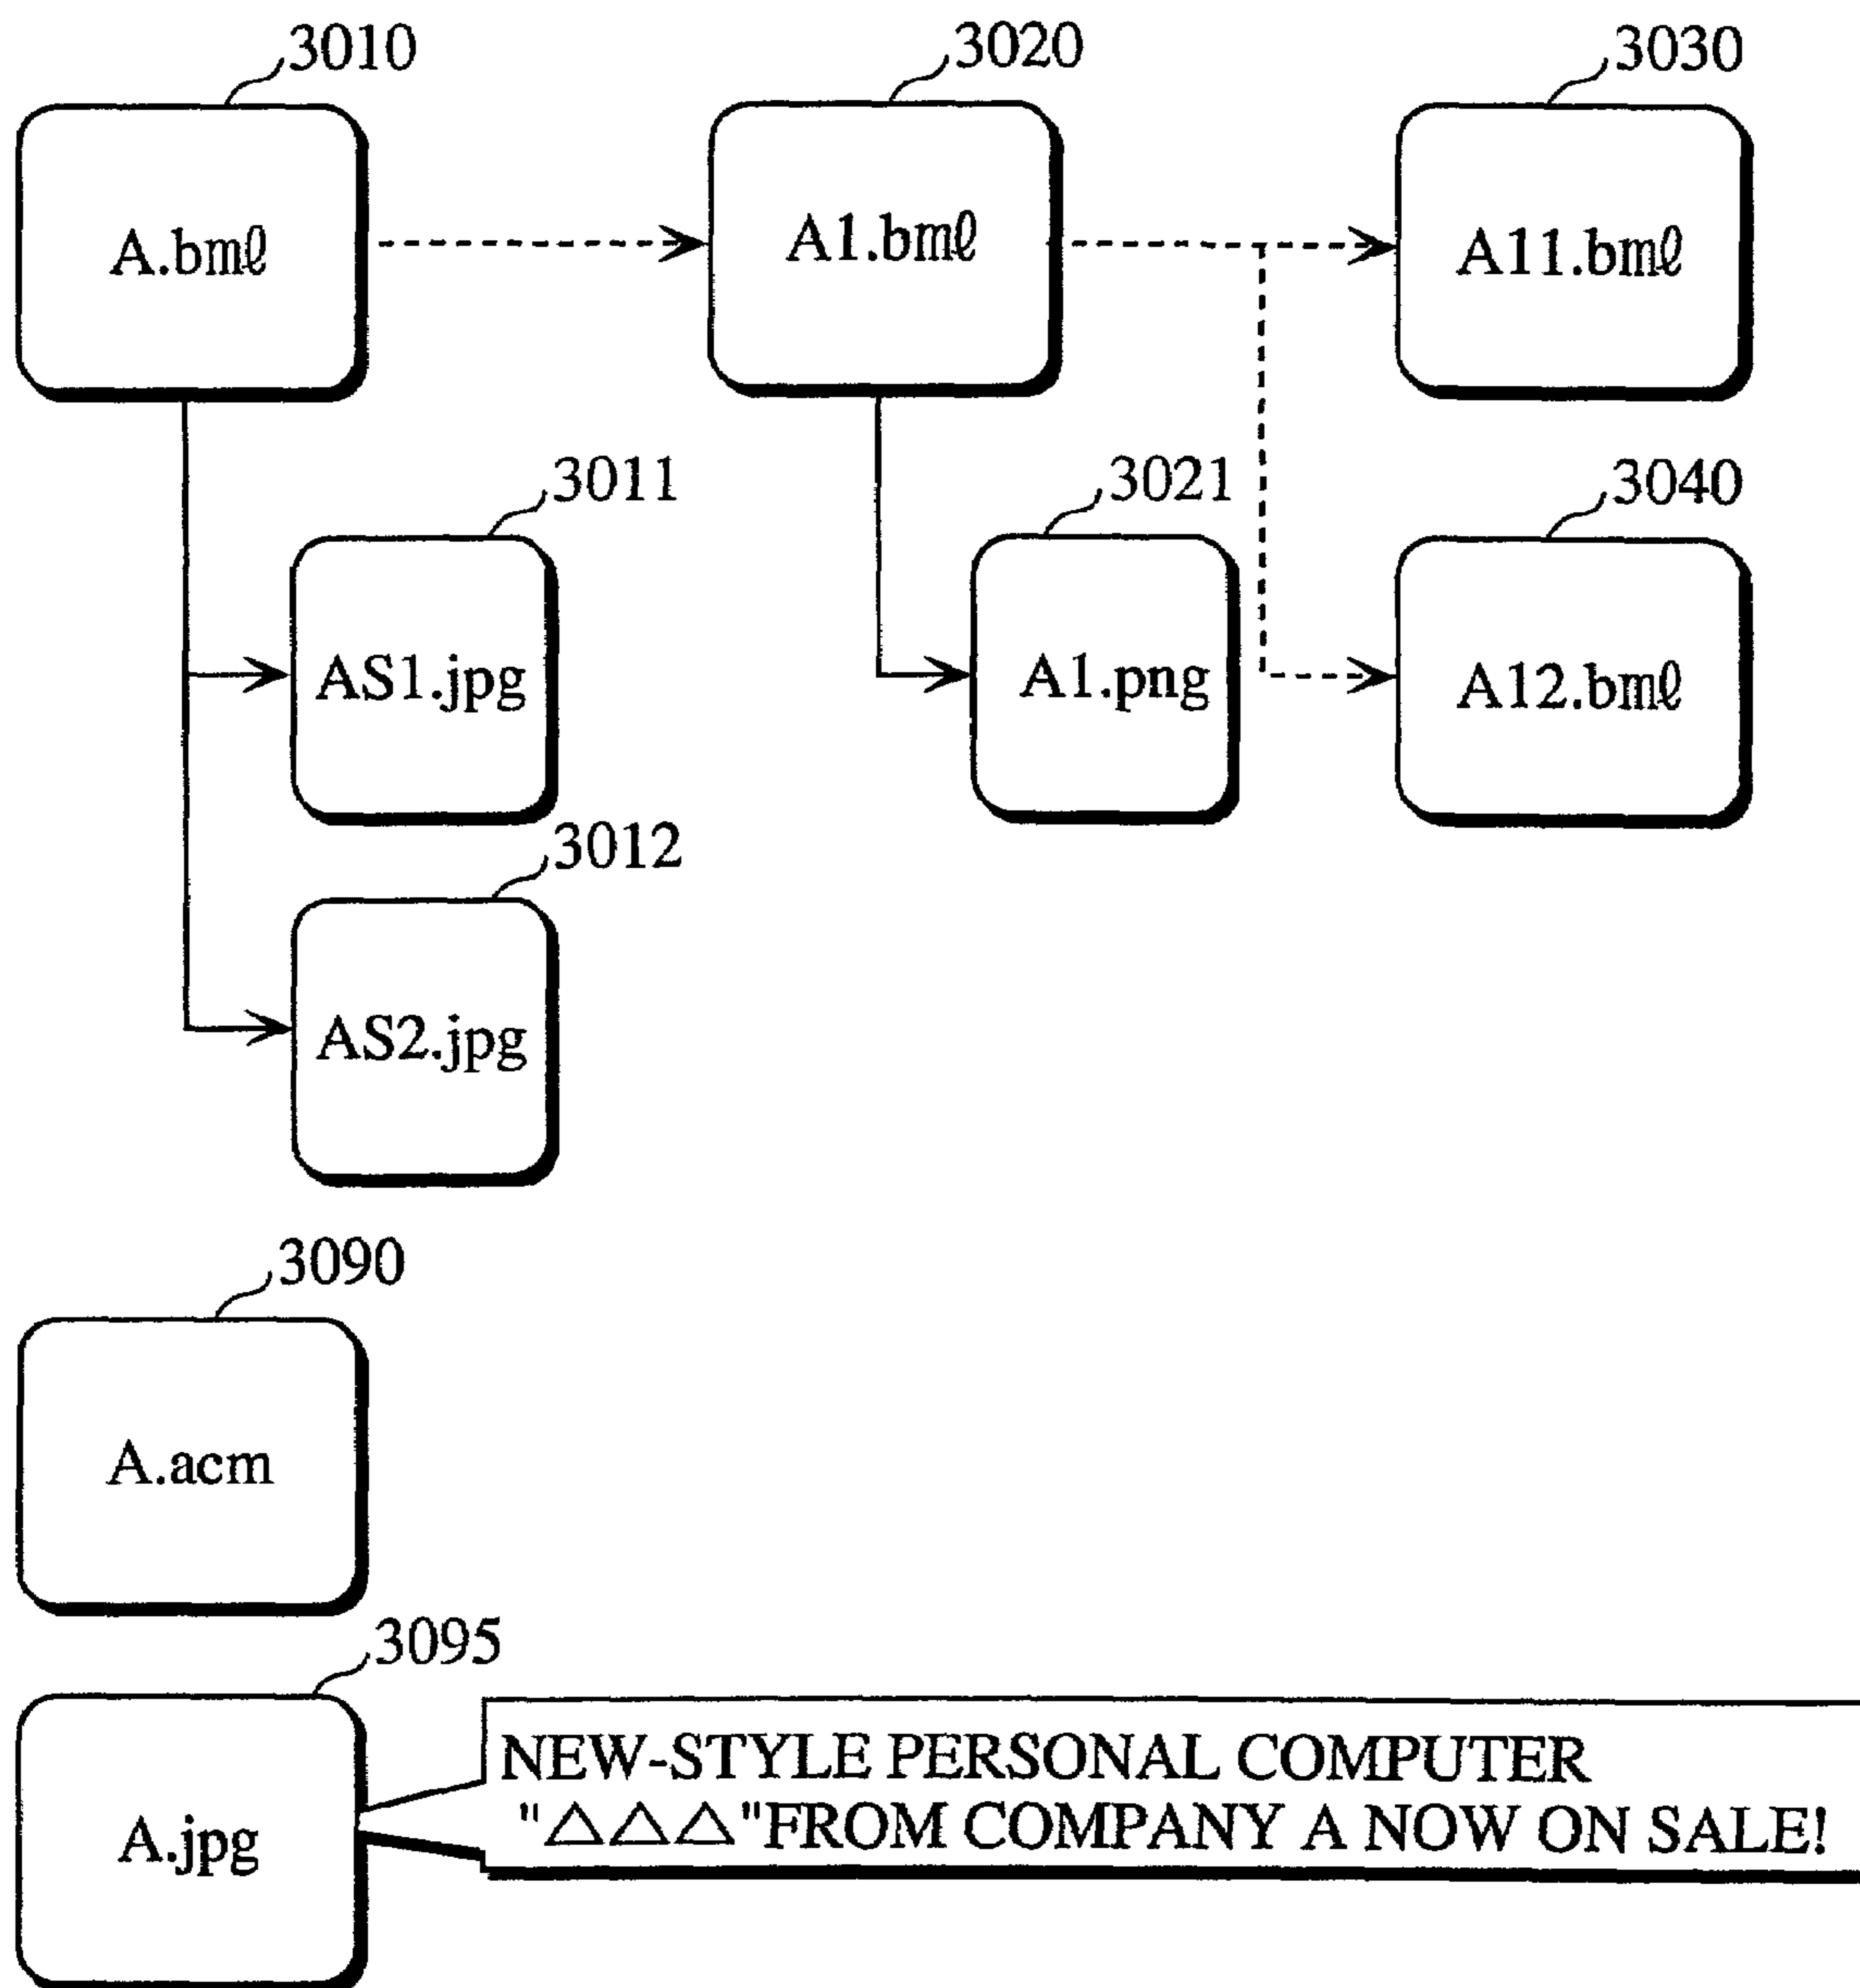 3010
3020
3030
A.bmℓ
A1.bmℓ
A11.bmℓ
3011
3021
3040
AS1.jpg
A1.png
A12.bmℓ
3012
AS2.jpg
3090
A.acm
3095
A.jpg
NEW-STYLE PERSONAL COMPUTER
"△△△"FROM COMPANY A NOW ON SALE!